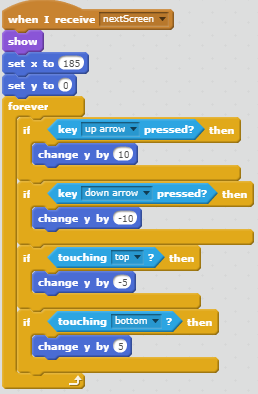 when I receive nextScreen
show
set x to 185
set y to 0
forever
if key up arrow pressed? then
change y by 10
if key down arrow pressed? then
change y by -10
if touching top ? then
change y by -5
if touching bottom ? then
change y by 5